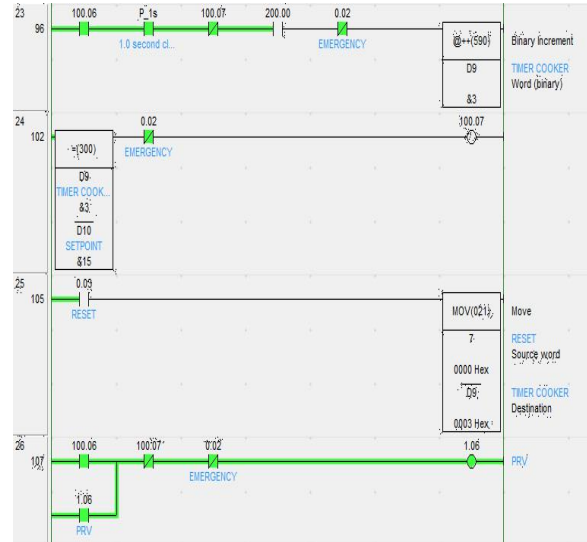 23
96
100.06 P_1s 100.07 200.00 0.02
1.0 second cl...
EMERGENCY
@++(590)
Binary Increment
D9
TIMER COOKER
Word (binary)
&3
24
102
0.02
EMERGENCY
100.07
=(300)
D9
TIMER COOK...
&3
D10
SETPOINT
&15
25
105
0.09
RESET
MOV(021)
Move
7
RESET
Source word
0000 Hex
D9
TIMER COOKER
Destination
0003 Hex
26
107
100.06 100.07 0.02 1.06
EMERGENCY
PRV
1.06
PRV